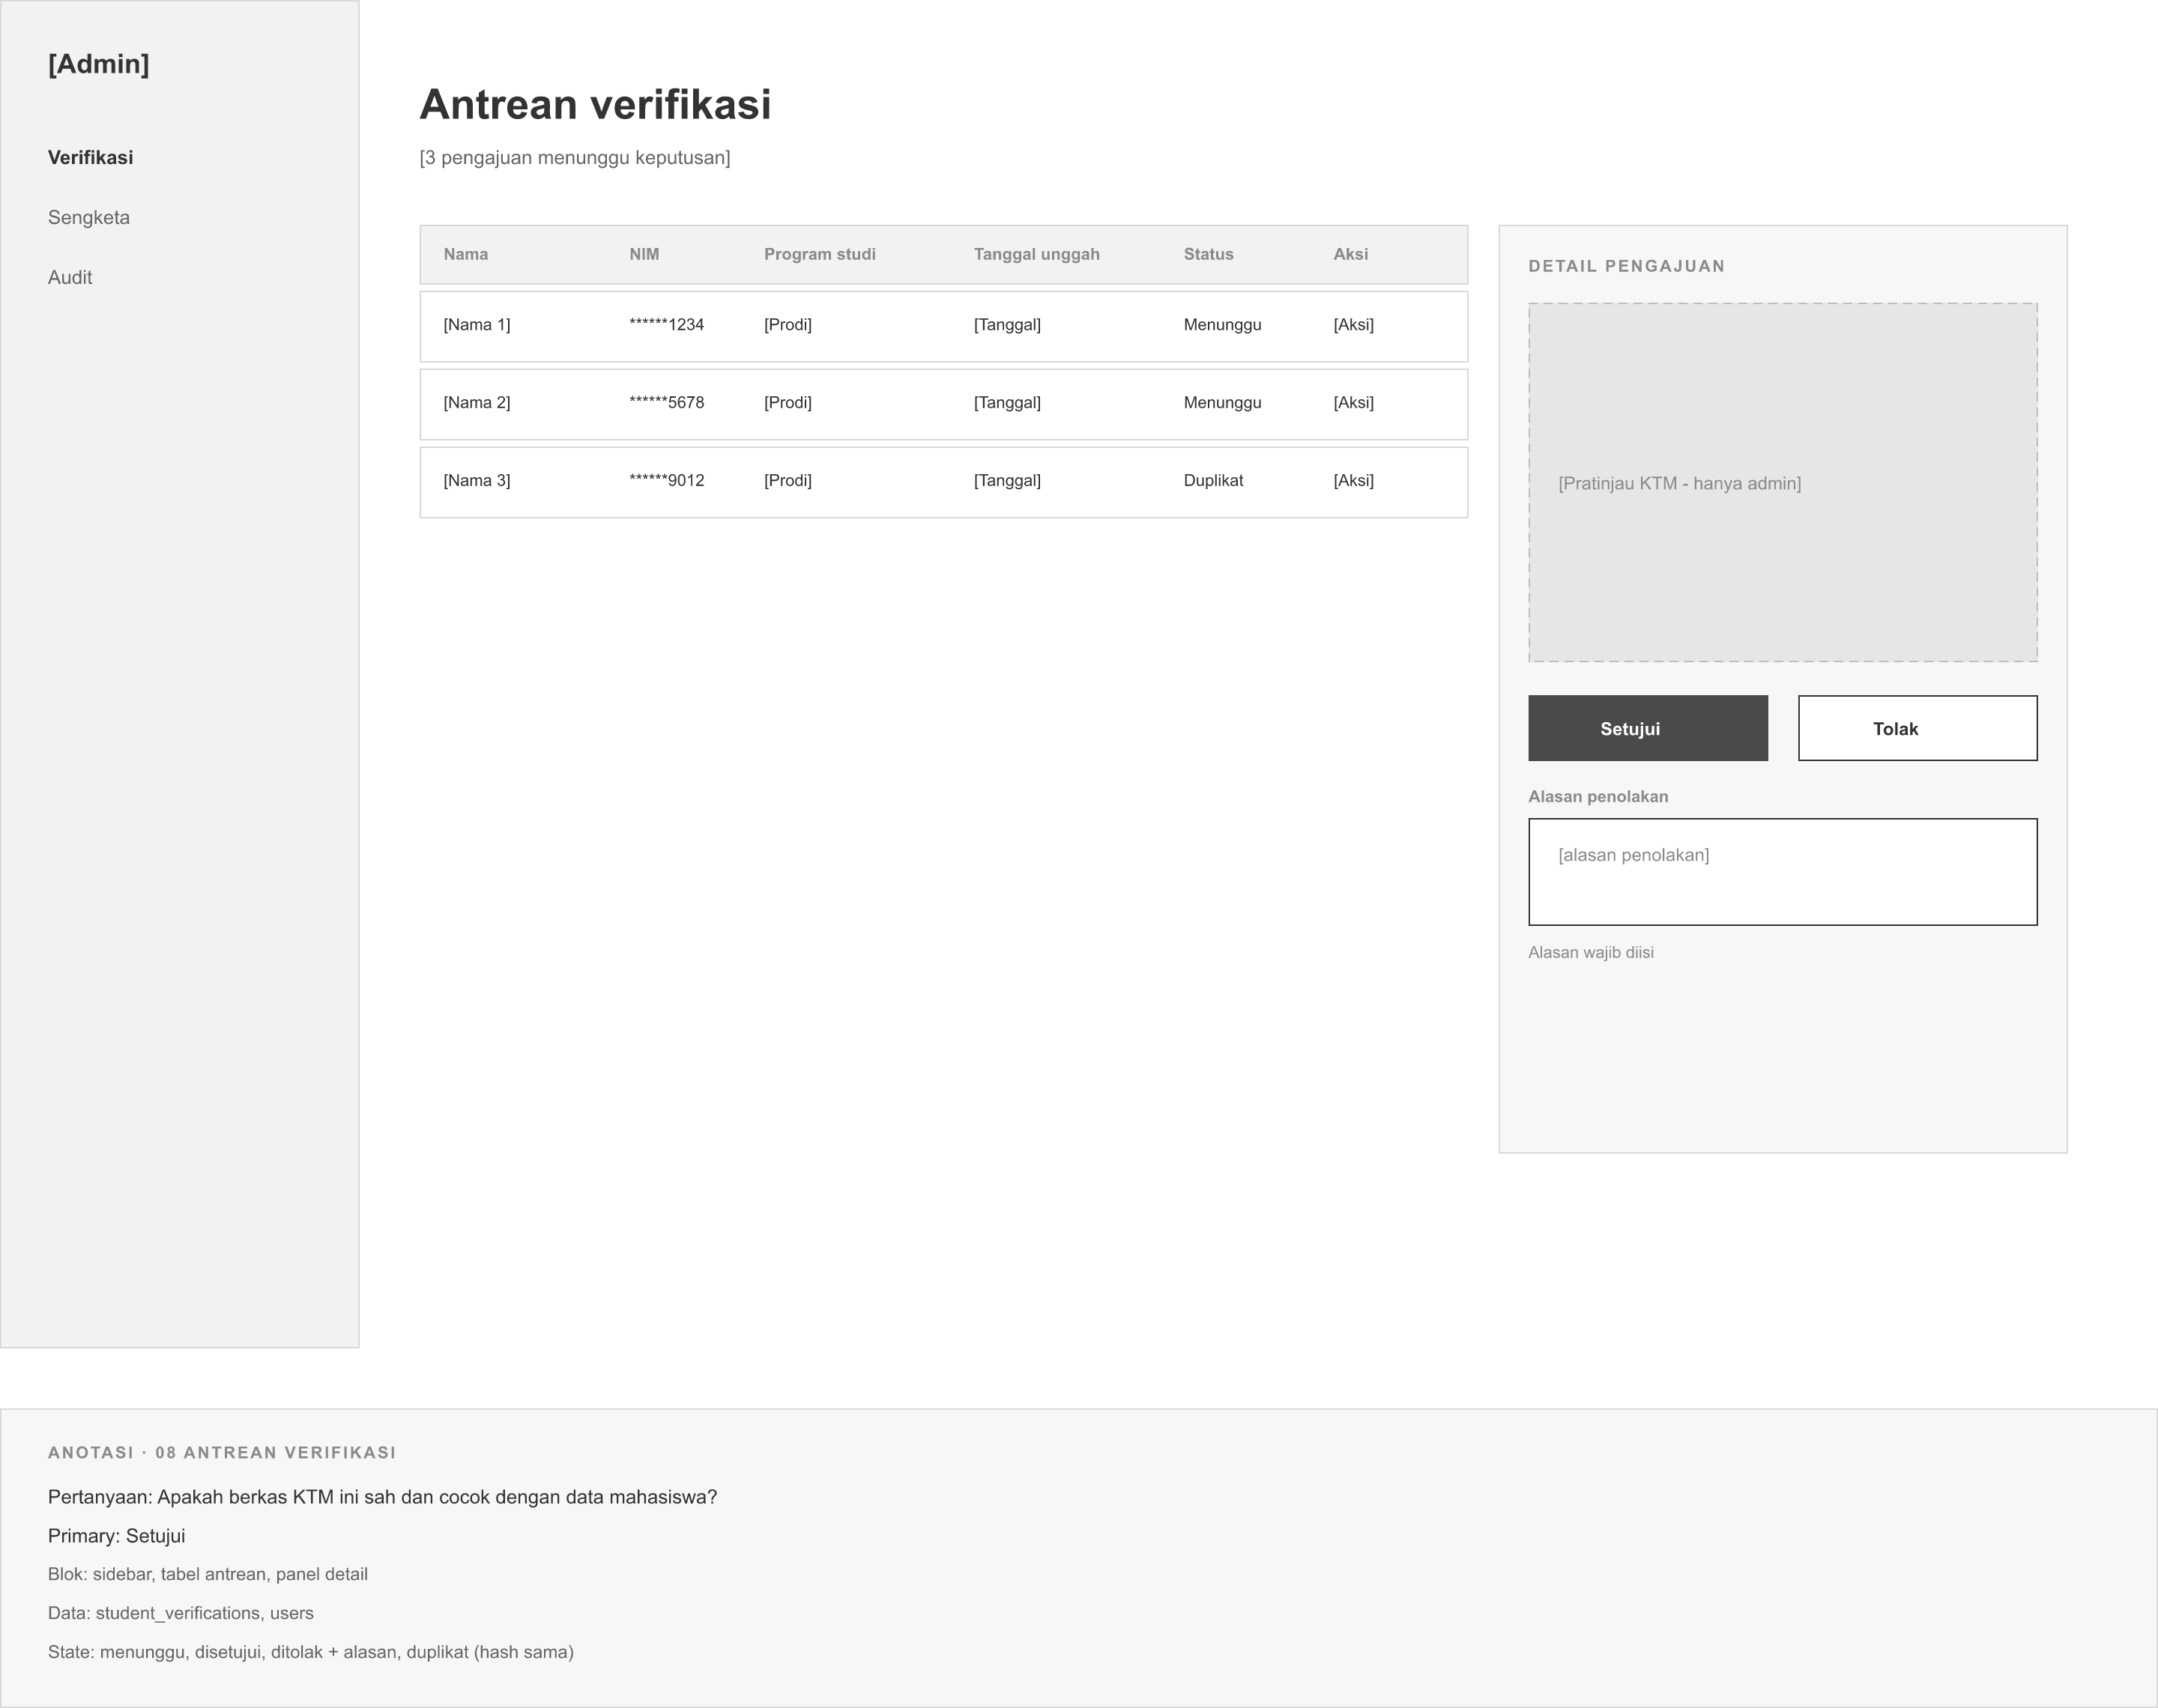 [Admin]
Verifikasi
Sengketa
Audit
Antrean verifikasi
[3 pengajuan menunggu keputusan]
Nama NIM Program studi Tanggal unggah Status Aksi
[Nama 1] ******1234 [Prodi] [Tanggal] Menunggu [Aksi]
[Nama 2] ******5678 [Prodi] [Tanggal] Menunggu [Aksi]
[Nama 3] ******9012 [Prodi] [Tanggal] Duplikat [Aksi]
DETAIL PENGAJUAN
[Pratinjau KTM - hanya admin]
Setujui Tolak
Alasan penolakan
[alasan penolakan]
Alasan wajib diisi
ANOTASI · 08 ANTREAN VERIFIKASI
Pertanyaan: Apakah berkas KTM ini sah dan cocok dengan data mahasiswa?
Primary: Setujui
Blok: sidebar, tabel antrean, panel detail
Data: student_verifications, users
State: menunggu, disetujui, ditolak + alasan, duplikat (hash sama)